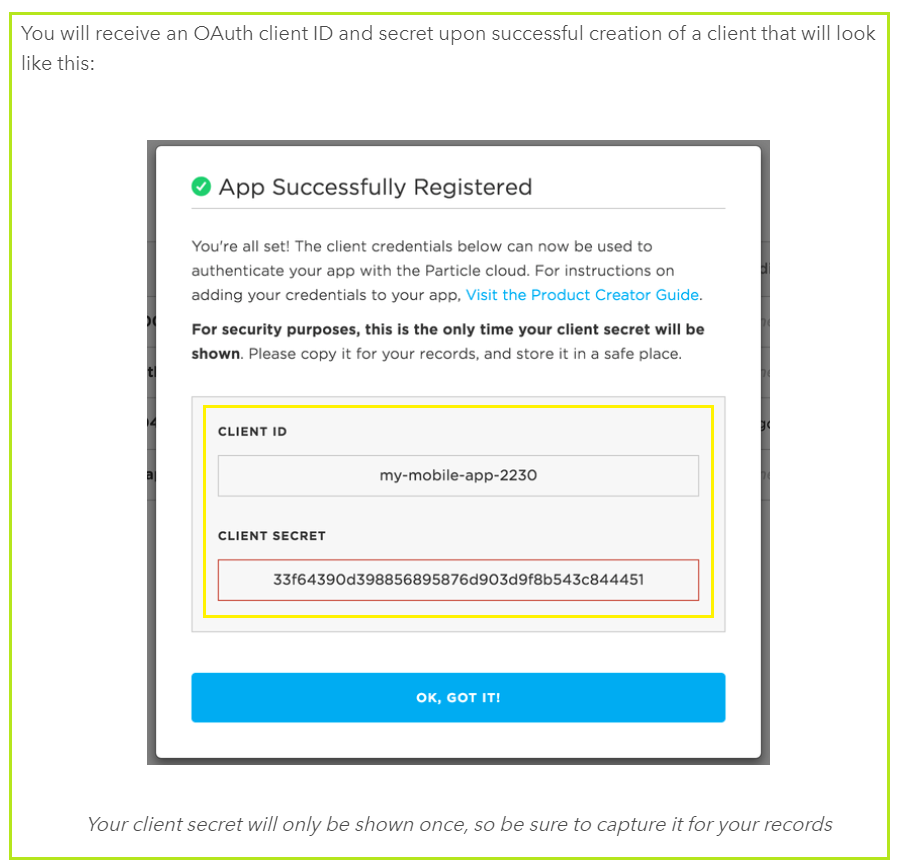 You will receive an OAuth client ID and secret upon successful creation of a client that will look
like this:
App Successfully Registered
You're all set! The client credentials below can now be used to
authenticate your app with the Particle cloud. For instructions on
adding your credentials to your app, Visit the Product Creator Guide.
For security purposes, this is the only time your client secret will be
shown. Please copy it for your records, and store it in a safe place.
CLIENT ID
my-mobile-app-2230
CLIENT SECRET
33f64390d398856895876d903d9f8b543c844451
OK, GOT IT!
Your client secret will only be shown once, so be sure to capture it for your records